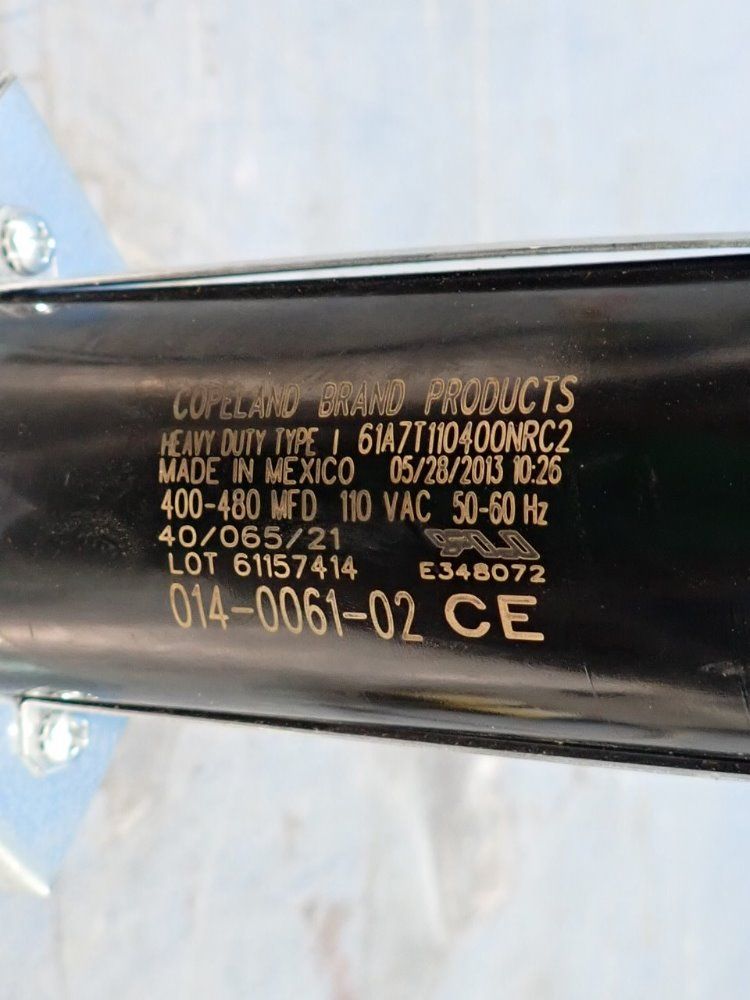 COPELAND BRAND PRODUCTS
HEAVY DUTY TYPE I 61A7T110400NRC2
MADE IN MEXICO 05/28/2013 10:26
400-480 MFD 110 VAC 50-60 Hz
40/065/21
LOT 61157414 E348072
014-0061-02 CE